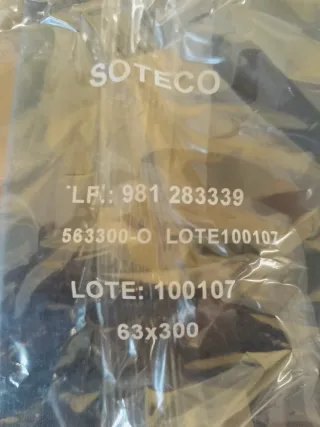 SOTECO
LF.: 981 283339
563300-O LOTE100107
LOTE: 100107
63x300